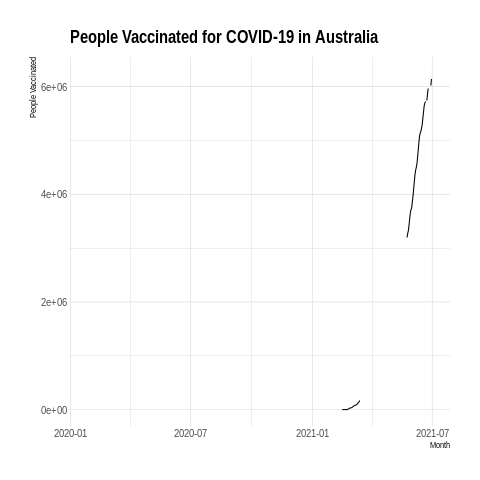 People Vaccinated for COVID-19 in Australia
People Vaccinated
6e+06
4e+06
2e+06
0e+00
2020-01 2020-07 2021-01 2021-07
Month